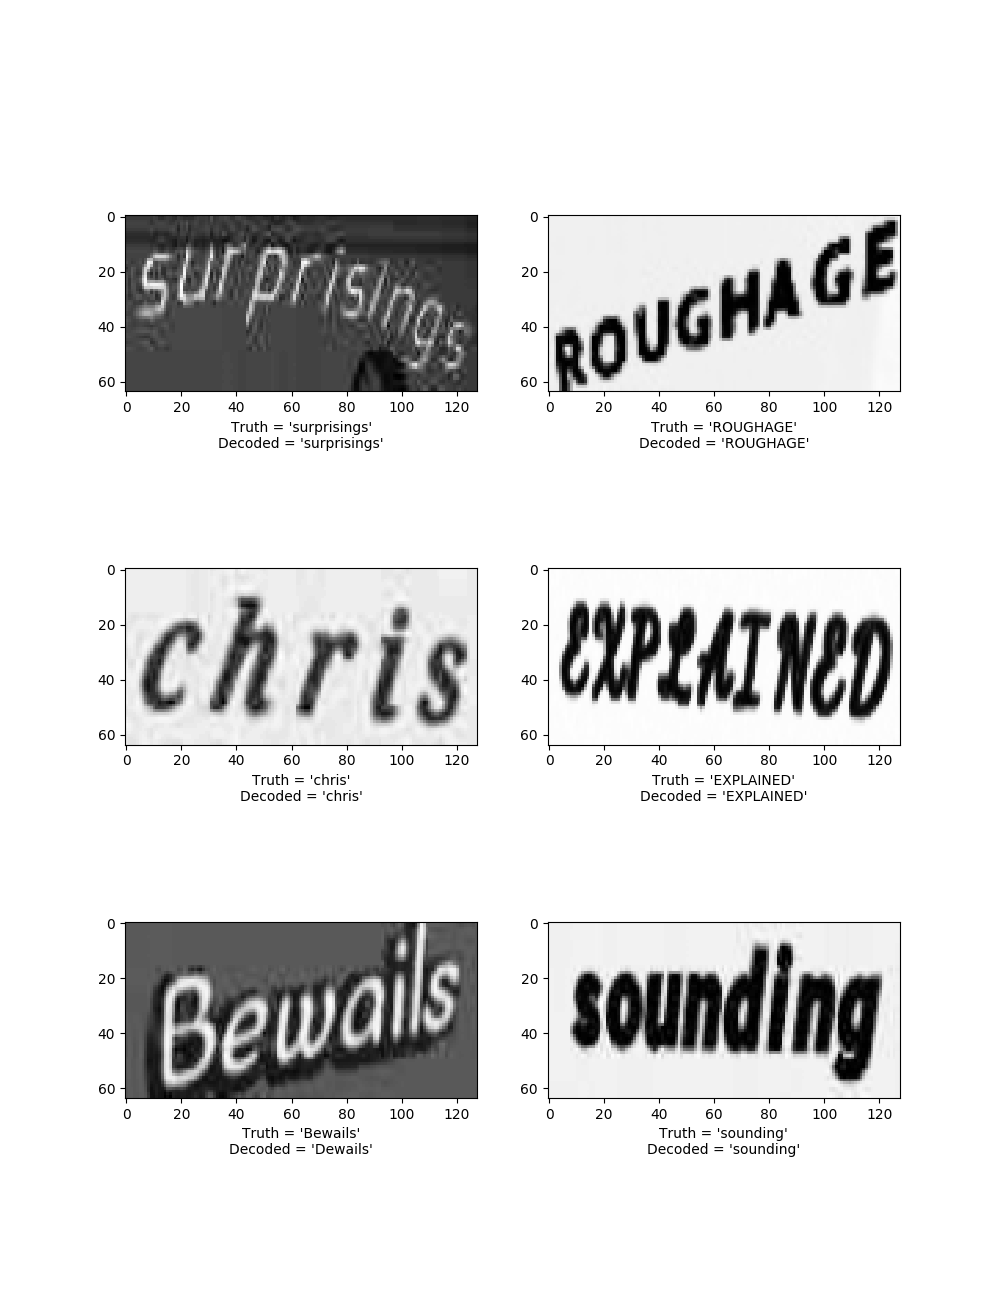 0
20
40
60
surprisings
0 20 40 60 80 100 120
Truth = 'surprisings'
Decoded = 'surprisings'
0
20
40
60
ROUGHAGE
0 20 40 60 80 100 120
Truth = 'ROUGHAGE'
Decoded = 'ROUGHAGE'
0
20
40
60
chris
0 20 40 60 80 100 120
Truth = 'chris'
Decoded = 'chris'
0
20
40
60
EXPLAINED
0 20 40 60 80 100 120
Truth = 'EXPLAINED'
Decoded = 'EXPLAINED'
0
20
40
60
Bewails
0 20 40 60 80 100 120
Truth = 'Bewails'
Decoded = 'Dewails'
0
20
40
60
sounding
0 20 40 60 80 100 120
Truth = 'sounding'
Decoded = 'sounding'